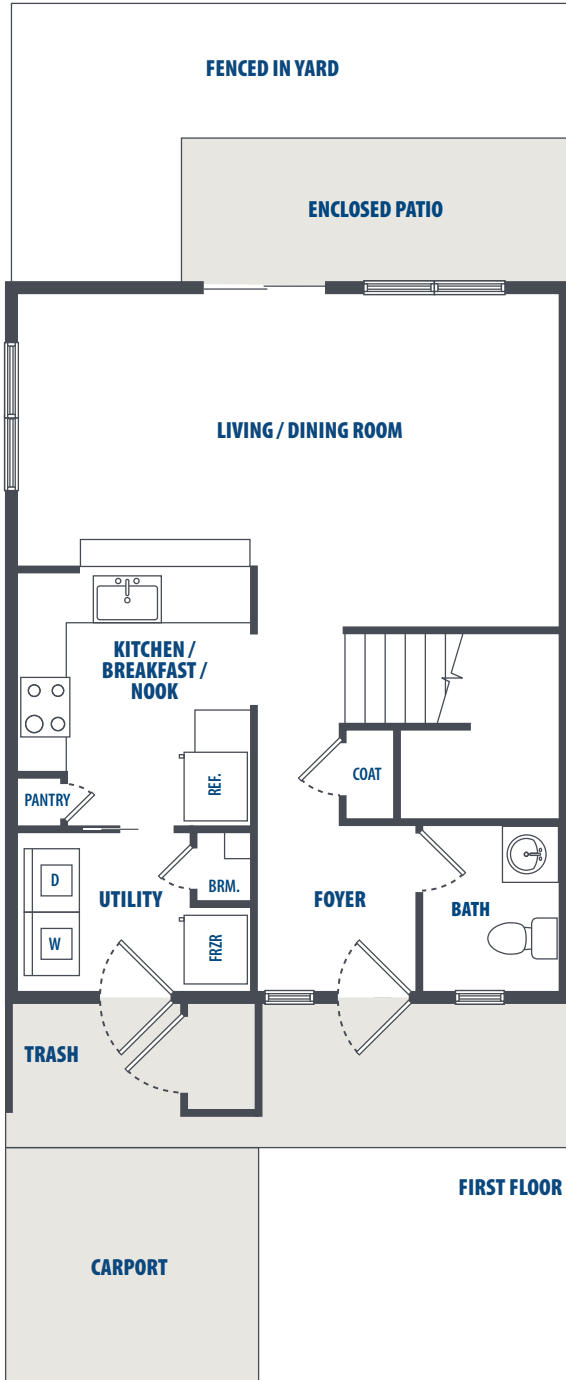 FENCED IN YARD
ENCLOSED PATIO
LIVING / DINING ROOM
KITCHEN /
BREAKFAST /
NOOK
REF.
COAT
PANTRY
D
UTILITY
BRM.
FOYER
BATH
W
FRZR
TRASH
FIRST FLOOR
CARPORT